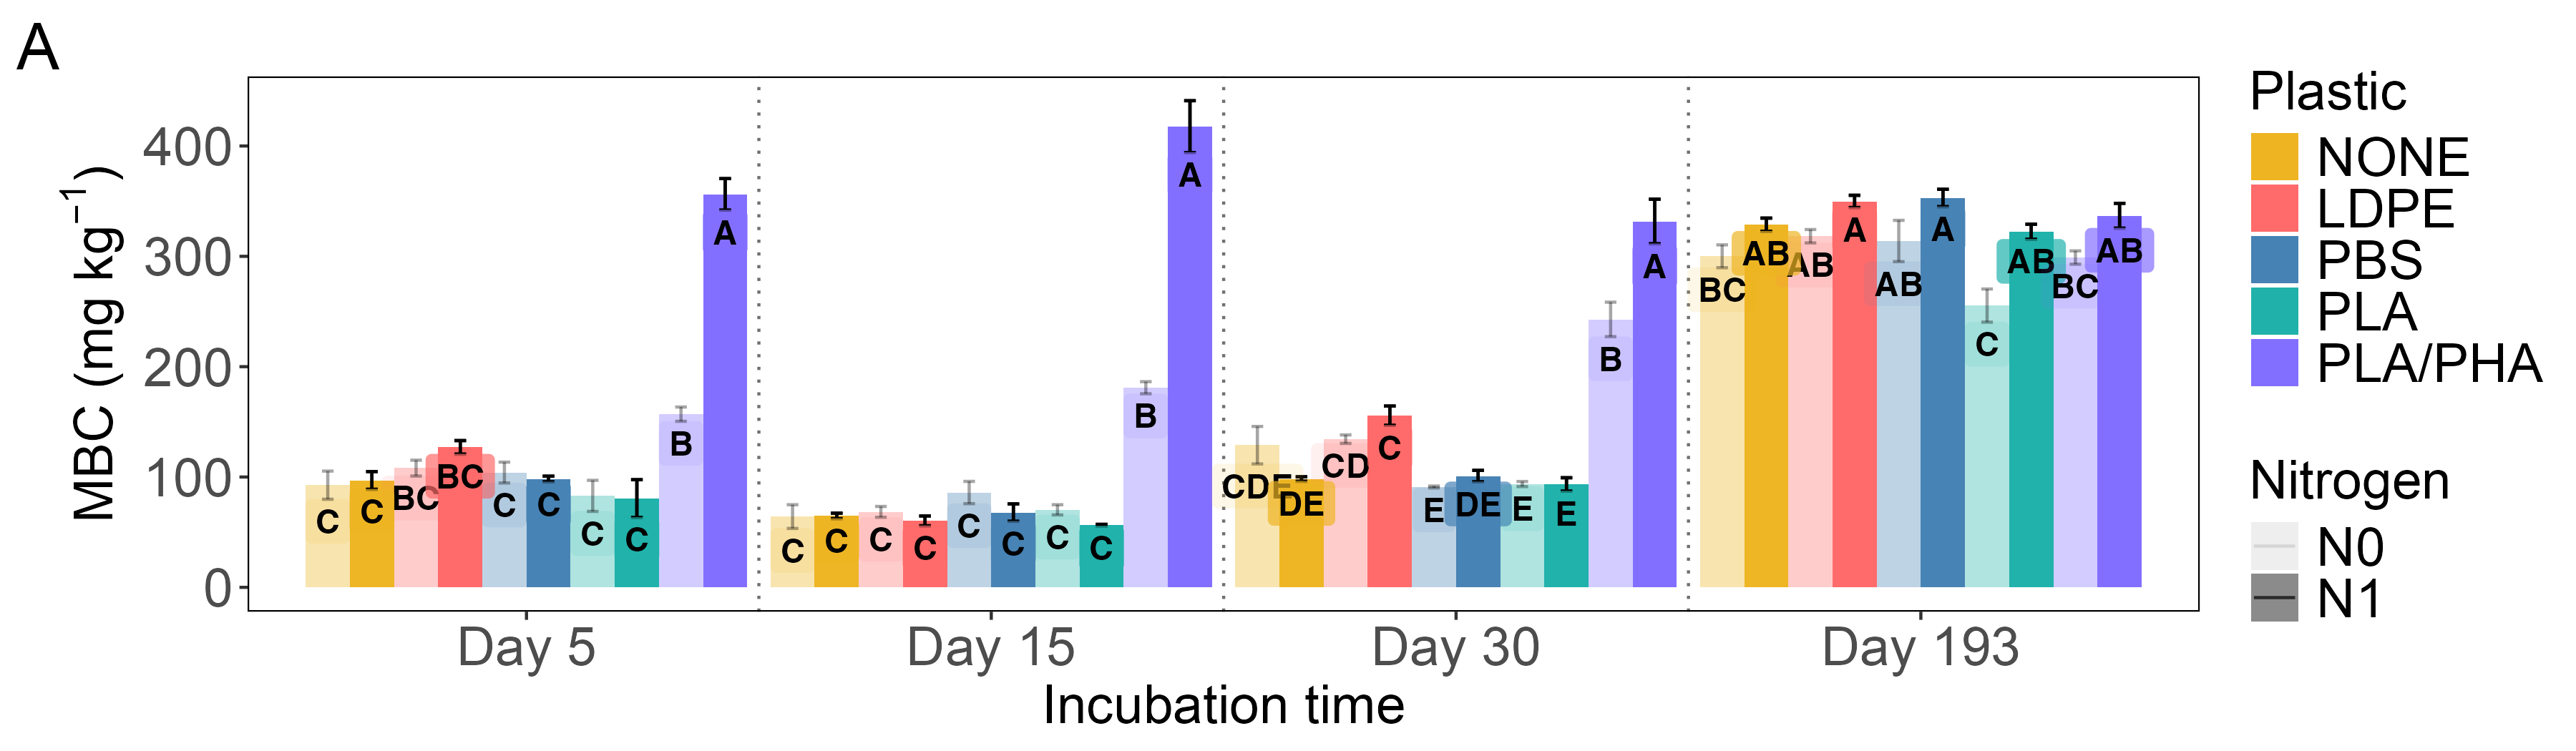 A
MBC (mg kg⁻¹)
400
300
200
100
0
C C BC BC C C C C B A
C C C C C C C C B A
CDE DE CD C E DE E E B A
BC AB AB A AB A C AB BC AB
Day 5 Day 15 Day 30 Day 193
Incubation time
Plastic
NONE
LDPE
PBS
PLA
PLA/PHA
Nitrogen
N0
N1